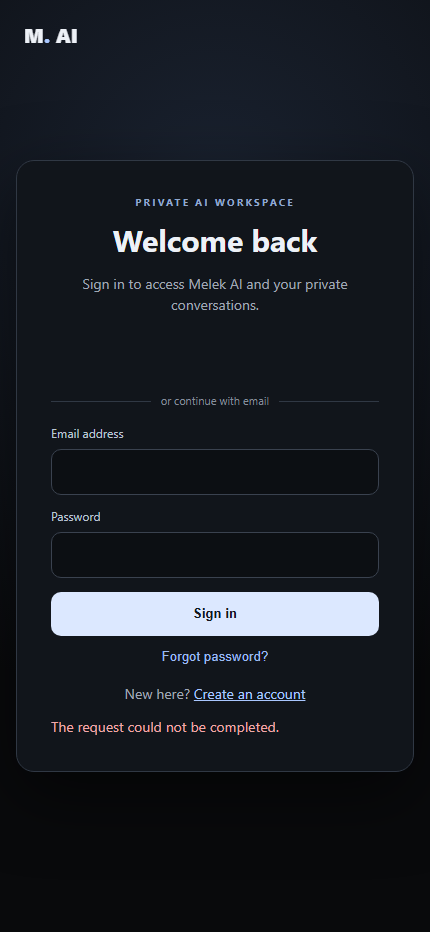 M. AI
PRIVATE AI WORKSPACE
Welcome back
Sign in to access Melek AI and your private
conversations.
or continue with email
Email address
Password
Sign in
Forgot password?
New here? Create an account
The request could not be completed.